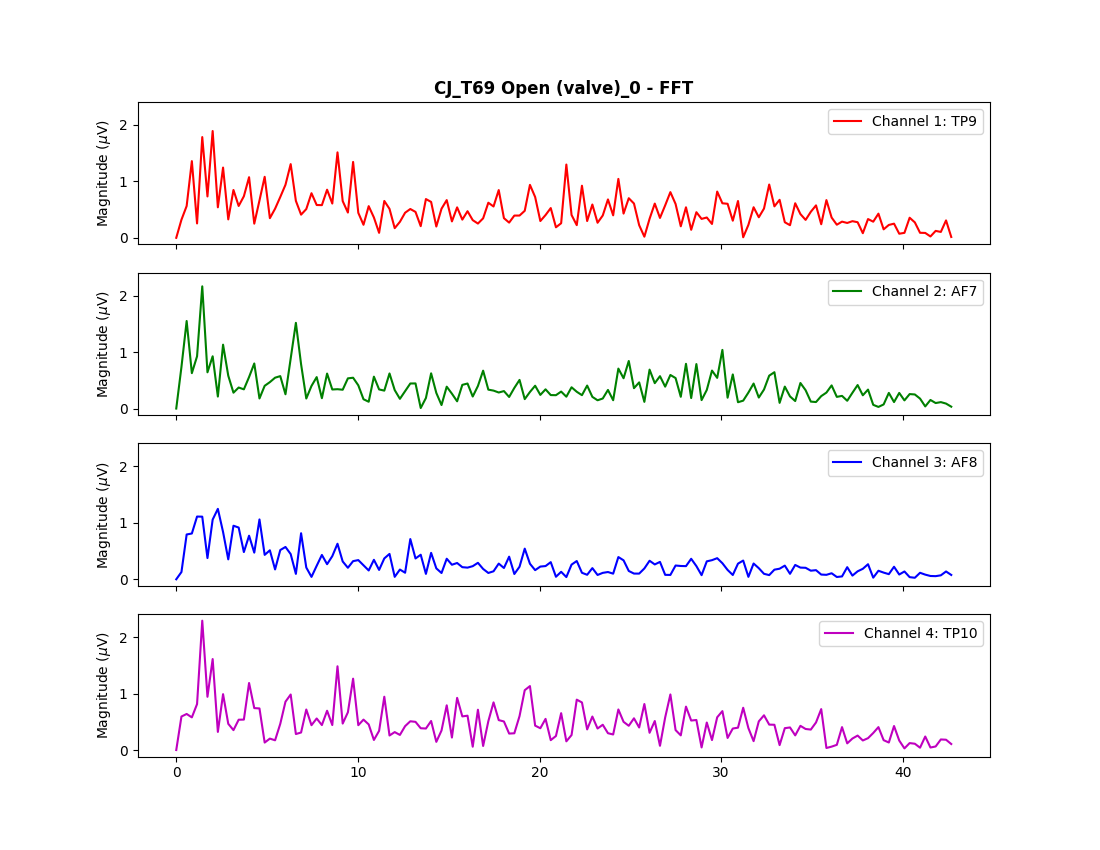 CJ_T69 Open (valve)_0 - FFT
Magnitude (μV)
2
1
0
Channel 1: TP9
Magnitude (μV)
2
1
0
Channel 2: AF7
Magnitude (μV)
2
1
0
Channel 3: AF8
Magnitude (μV)
2
1
0
Channel 4: TP10
0 10 20 30 40